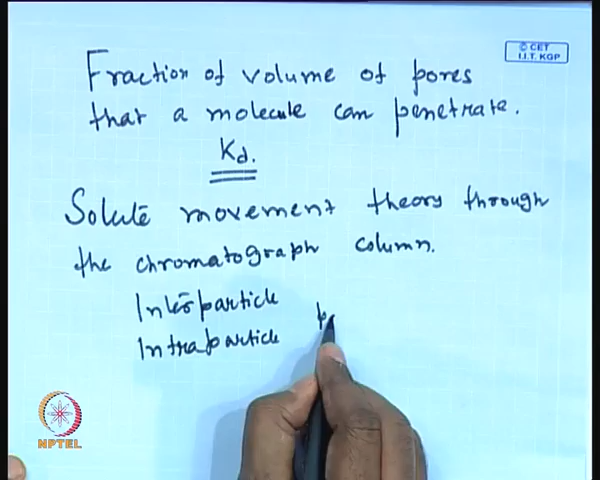 © CET
I.I.T. KGP
Fraction of volume of pores
that a molecule can penetrate.
Kd.
Solute movement theory through
the chromatograph column.
Interparticle
Intraparticle p
NPTEL